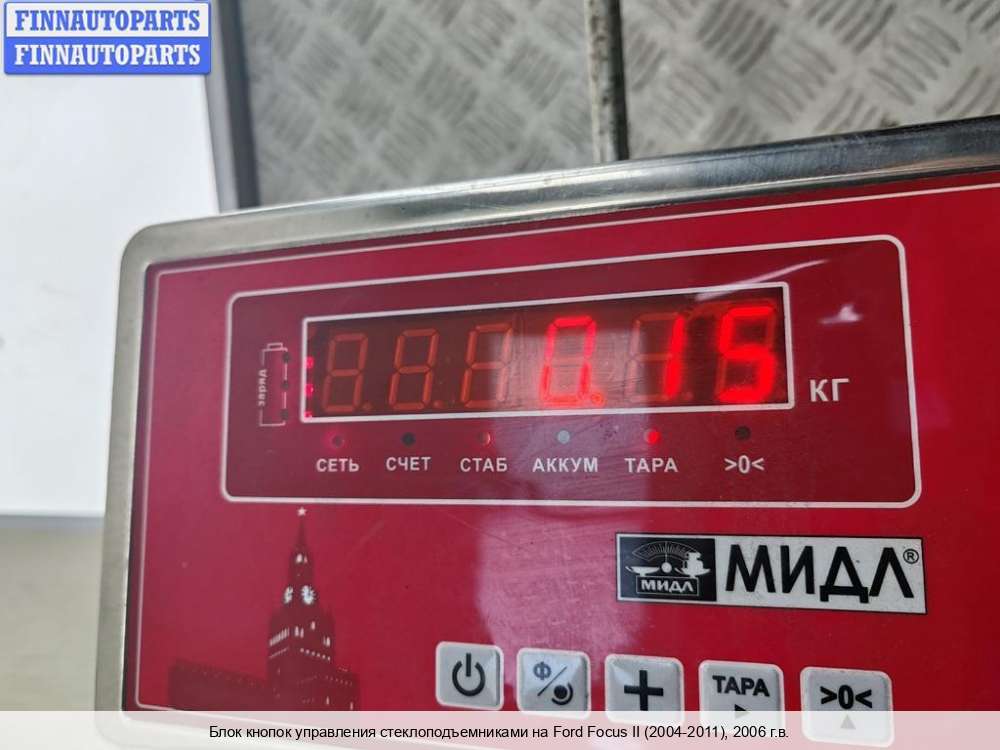 FINNAUTOPARTS
FINNAUTOPARTS
заряд
0.15
КГ
СЕТЬ СЧЕТ СТАБ АККУМ ТАРА >0<
МИДЛ МИДЛ®
Ф ТАРА >0<
Блок кнопок управления стеклоподъемниками на Ford Focus II (2004-2011), 2006 г.в.